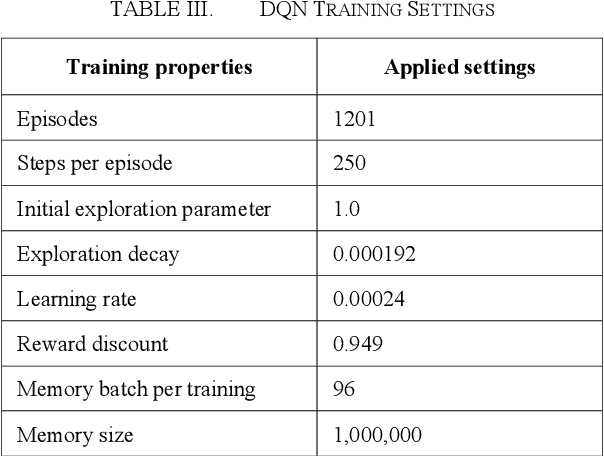 TABLE III. DQN TRAINING SETTINGS
Training properties Applied settings
Episodes 1201
Steps per episode 250
Initial exploration parameter 1.0
Exploration decay 0.000192
Learning rate 0.00024
Reward discount 0.949
Memory batch per training 96
Memory size 1,000,000